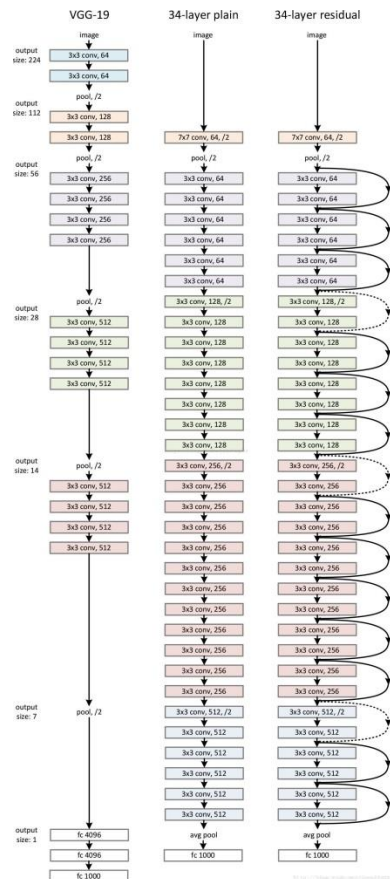 VGG-19
image
output
size: 224
3x3 conv, 64
3x3 conv, 64
pool, /2
output
size: 112
3x3 conv, 128
3x3 conv, 128
pool, /2
output
size: 56
3x3 conv, 256
3x3 conv, 256
3x3 conv, 256
3x3 conv, 256
pool, /2
output
size: 28
3x3 conv, 512
3x3 conv, 512
3x3 conv, 512
3x3 conv, 512
pool, /2
output
size: 14
3x3 conv, 512
3x3 conv, 512
3x3 conv, 512
3x3 conv, 512
output
size: 7
pool, /2
output
size: 1
fc 4096
fc 4096
fc 1000
34-layer plain
image
7x7 conv, 64, /2
pool, /2
3x3 conv, 64
3x3 conv, 64
3x3 conv, 64
3x3 conv, 64
3x3 conv, 64
3x3 conv, 64
3x3 conv, 128, /2
3x3 conv, 128
3x3 conv, 128
3x3 conv, 128
3x3 conv, 128
3x3 conv, 128
3x3 conv, 128
3x3 conv, 128
3x3 conv, 256, /2
3x3 conv, 256
3x3 conv, 256
3x3 conv, 256
3x3 conv, 256
3x3 conv, 256
3x3 conv, 256
3x3 conv, 256
3x3 conv, 256
3x3 conv, 256
3x3 conv, 256
3x3 conv, 256
3x3 conv, 512, /2
3x3 conv, 512
3x3 conv, 512
3x3 conv, 512
3x3 conv, 512
3x3 conv, 512
avg pool
fc 1000
34-layer residual
image
7x7 conv, 64, /2
pool, /2
3x3 conv, 64
3x3 conv, 64
3x3 conv, 64
3x3 conv, 64
3x3 conv, 64
3x3 conv, 64
3x3 conv, 128, /2
3x3 conv, 128
3x3 conv, 128
3x3 conv, 128
3x3 conv, 128
3x3 conv, 128
3x3 conv, 128
3x3 conv, 128
3x3 conv, 256, /2
3x3 conv, 256
3x3 conv, 256
3x3 conv, 256
3x3 conv, 256
3x3 conv, 256
3x3 conv, 256
3x3 conv, 256
3x3 conv, 256
3x3 conv, 256
3x3 conv, 256
3x3 conv, 256
3x3 conv, 512, /2
3x3 conv, 512
3x3 conv, 512
3x3 conv, 512
3x3 conv, 512
3x3 conv, 512
avg pool
fc 1000